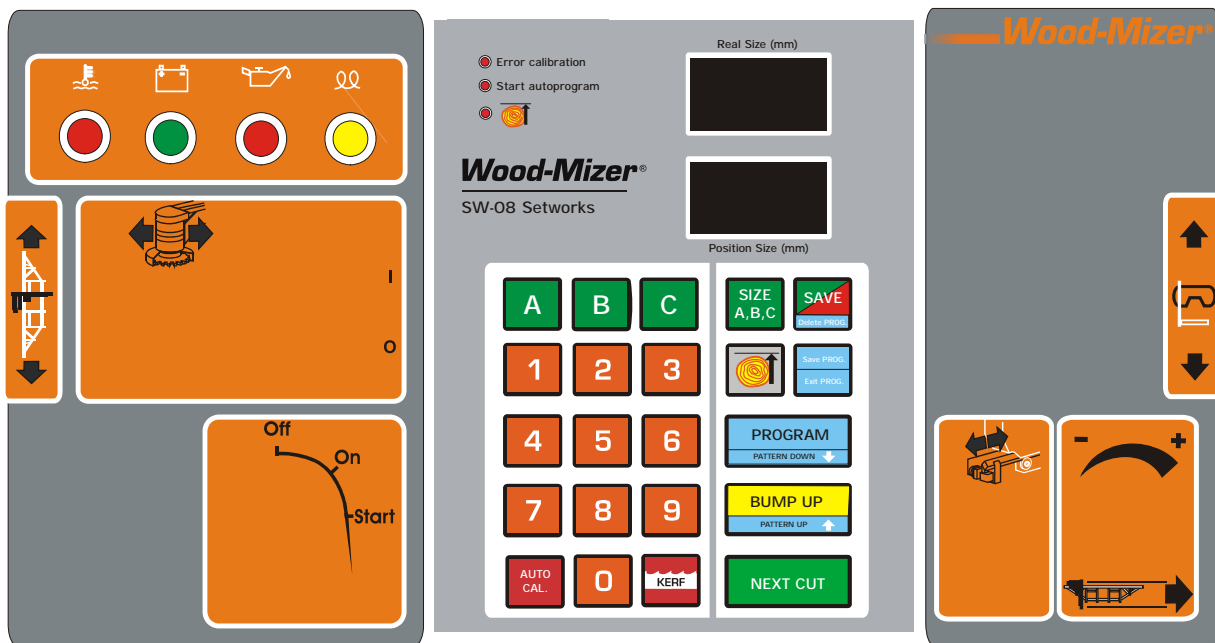 I
O
Off
On
Start
Real Size (mm)
Error calibration
Start autoprogram
Wood-Mizer®
SW-08 Setworks
Position Size (mm)
A
B
C
SIZE
A,B,C
SAVE
Delete PROG.
1
2
3
Save PROG.
Exit PROG.
4
5
6
PROGRAM
PATTERN DOWN
7
8
9
BUMP UP
PATTERN UP
AUTO
CAL.
0
KERF
NEXT CUT
Wood-Mizer®
- +